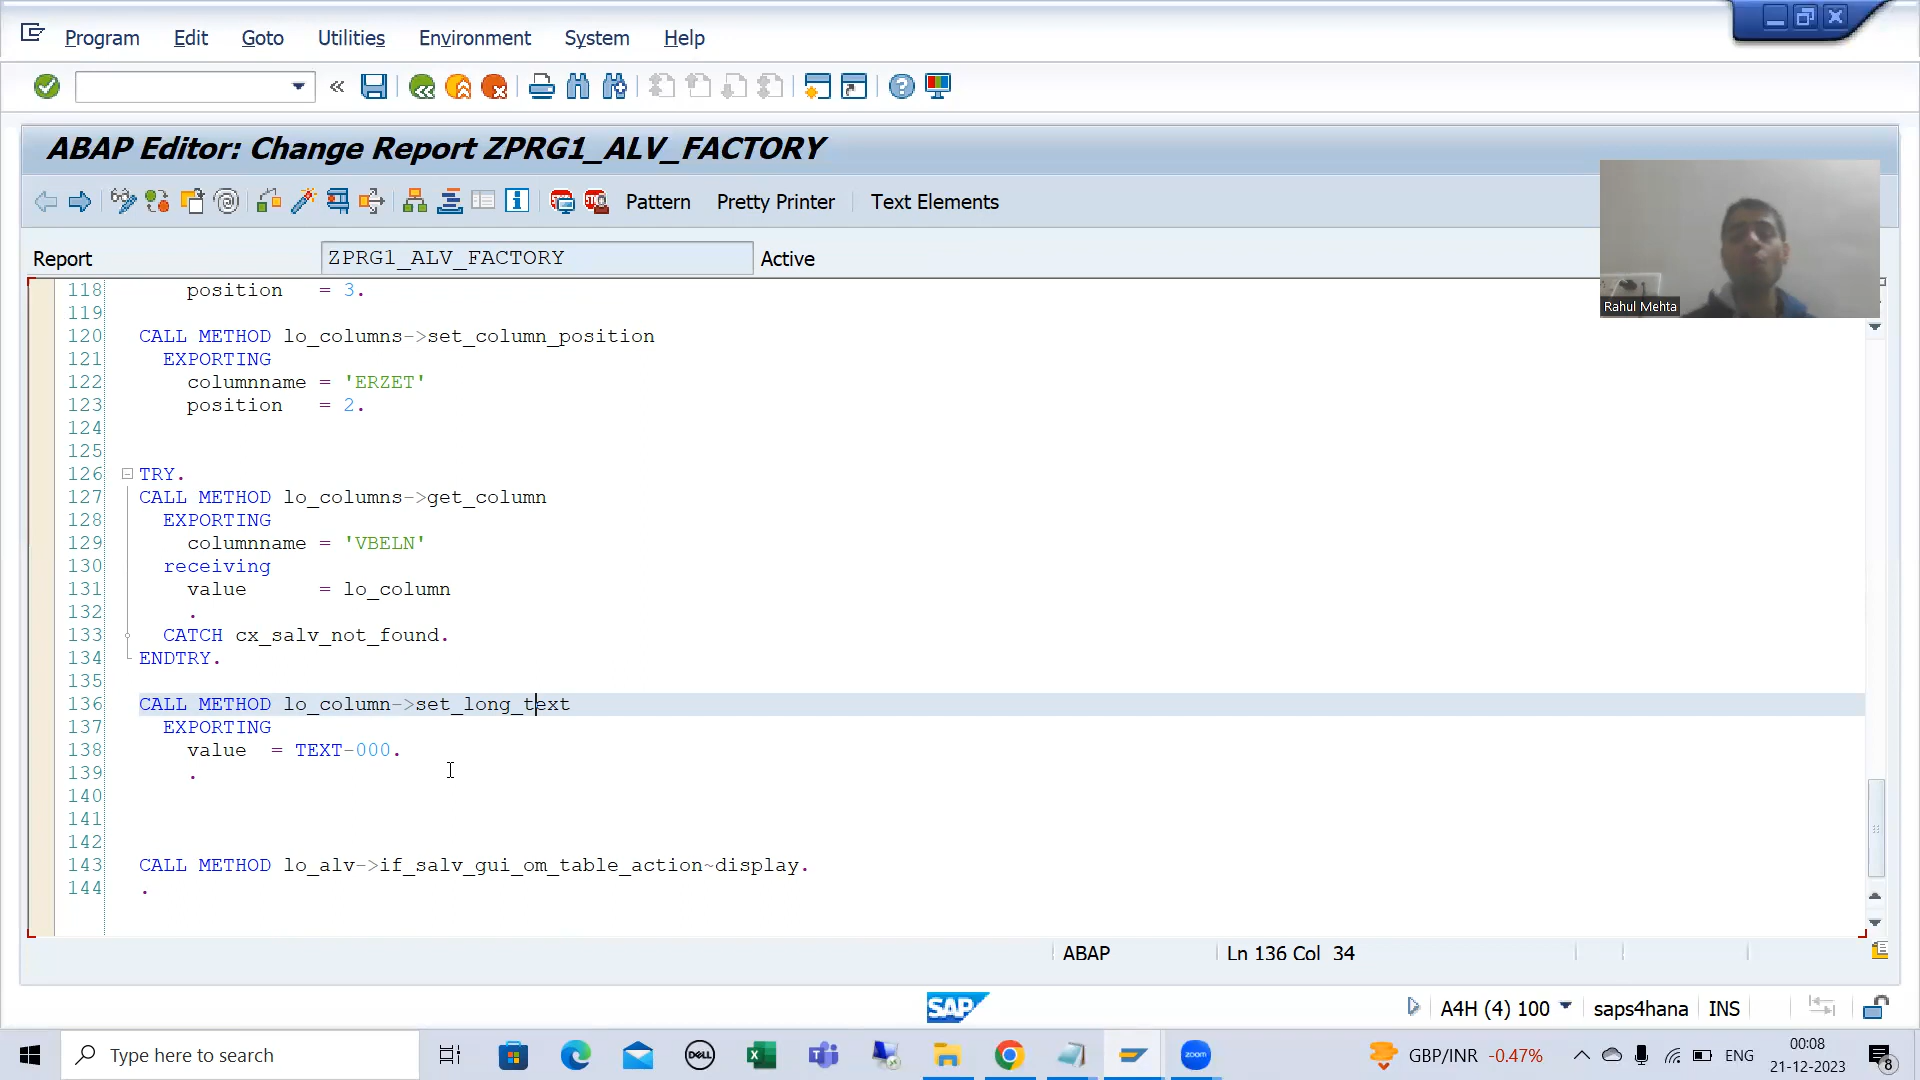 Program Edit Goto Utilities Environment System Help
ABAP Editor: Change Report ZPRG1_ALV_FACTORY
Pattern Pretty Printer Text Elements
Report ZPRG1_ALV_FACTORY Active
Rahul Mehta
118 position = 3.
119
120 CALL METHOD lo_columns->set_column_position
121 EXPORTING
122 columnname = 'ERZET'
123 position = 2.
124
125
126 TRY.
127 CALL METHOD lo_columns->get_column
128 EXPORTING
129 columnname = 'VBELN'
130 receiving
131 value = lo_column
132 .
133 CATCH cx_salv_not_found.
134 ENDTRY.
135
136 CALL METHOD lo_column->set_long_text
137 EXPORTING
138 value = TEXT-000.
139 .
140
141
142
143 CALL METHOD lo_alv->if_salv_gui_om_table_action~display.
144 .
ABAP Ln 136 Col 34
SAP A4H (4) 100 saps4hana INS
Type here to search DELL zoom GBP/INR -0.47% ENG 00:08
21-12-2023 8